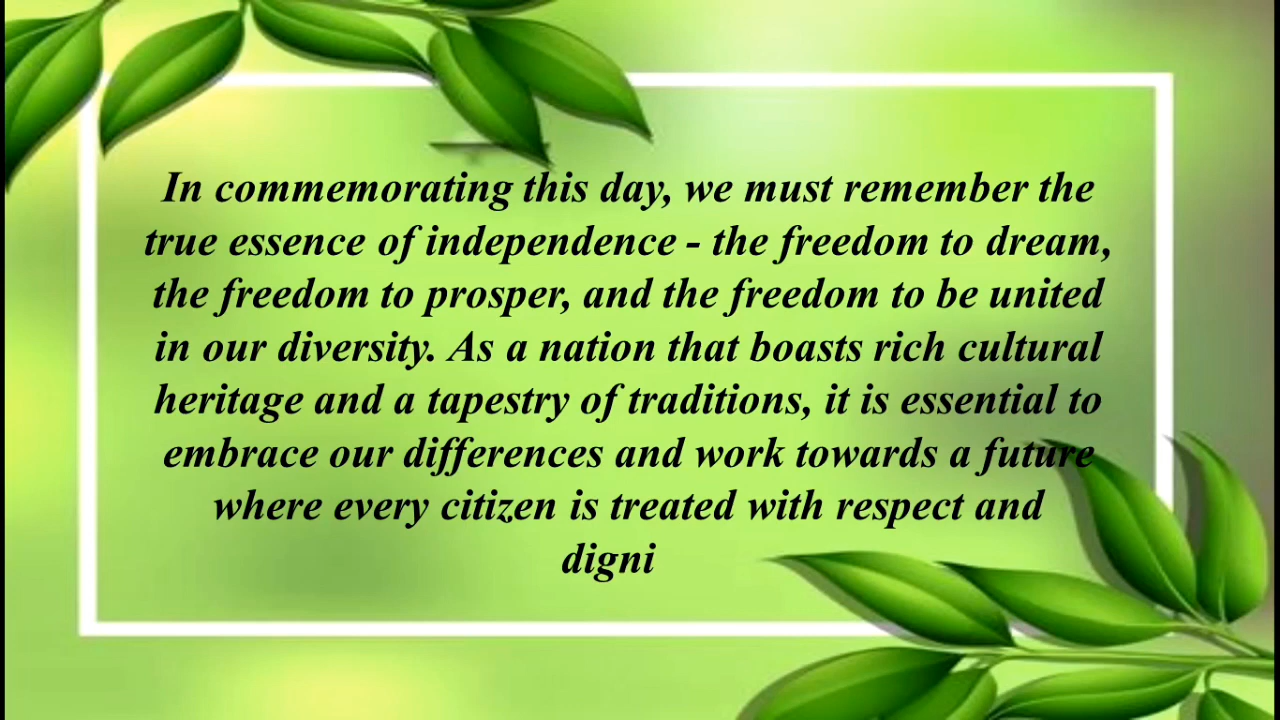 In commemorating this day, we must remember the
true essence of independence - the freedom to dream,
the freedom to prosper, and the freedom to be united
in our diversity. As a nation that boasts rich cultural
heritage and a tapestry of traditions, it is essential to
embrace our differences and work towards a future
where every citizen is treated with respect and
digni